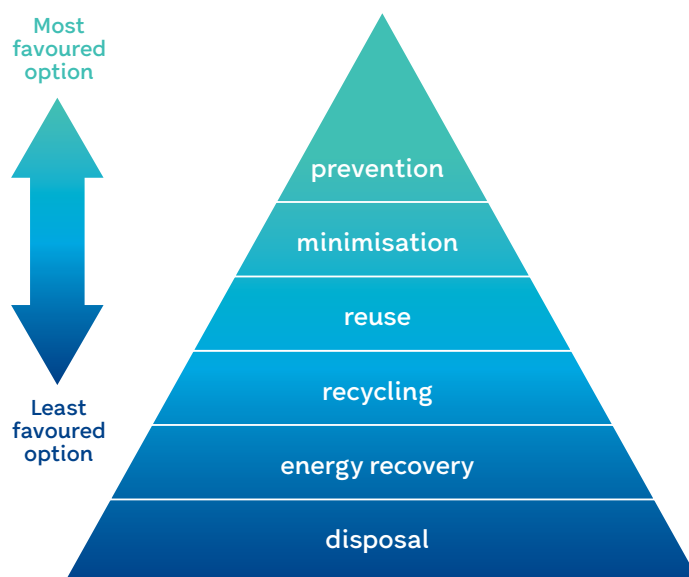 Most
favoured
option
prevention
minimisation
reuse
recycling
energy recovery
disposal
Least
favoured
option